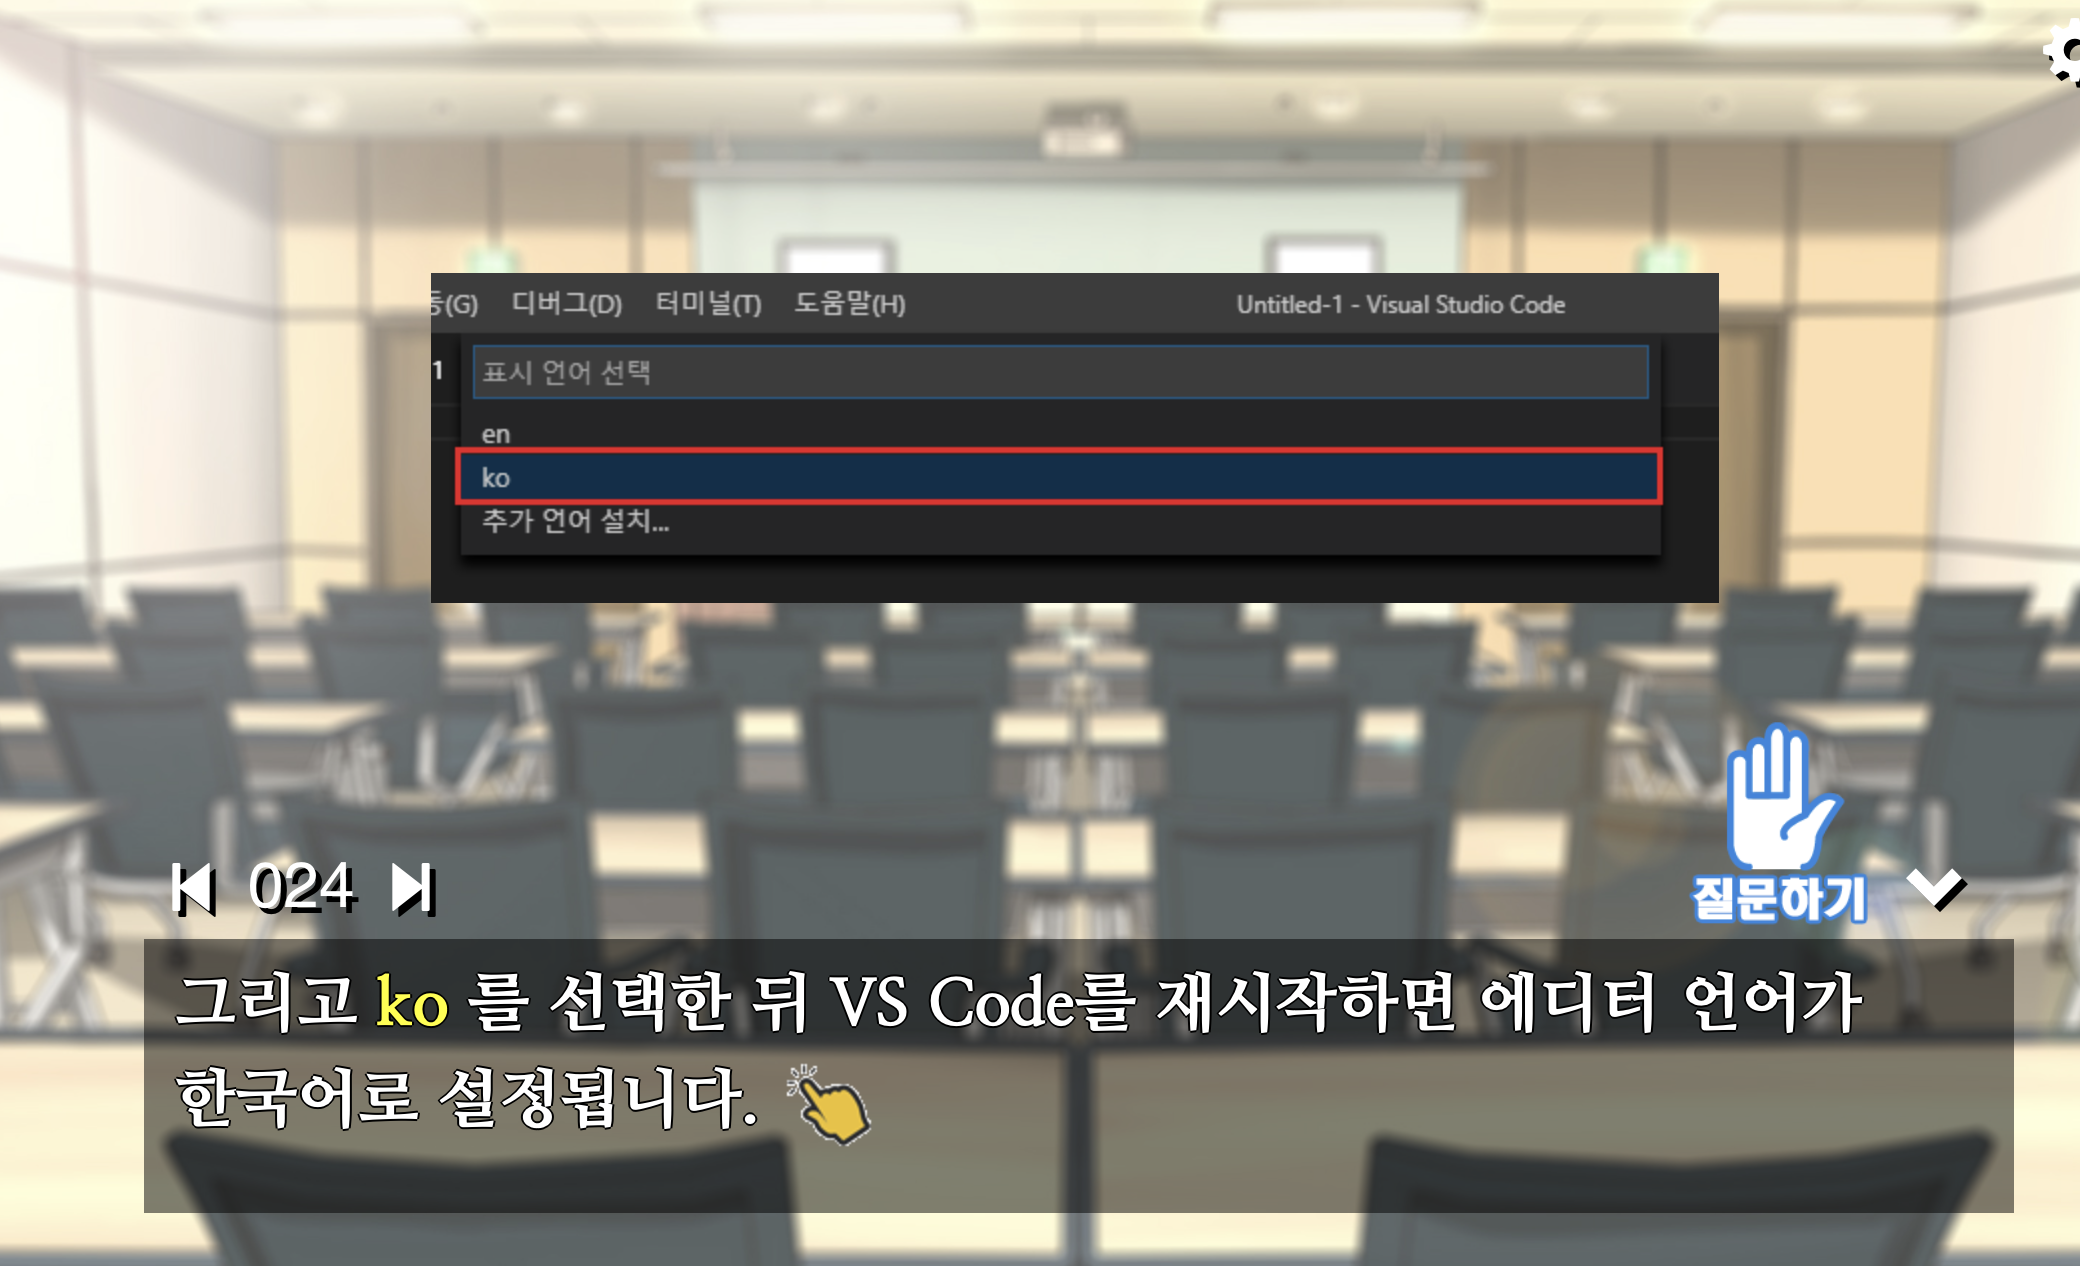 (G) 디버그(D) 터미널(T) 도움말(H) Untitled-1 - Visual Studio Code
1 표시 언어 선택
en
ko
추가 언어 설치...
024
질문하기
그리고 ko 를 선택한 뒤 VS Code를 재시작하면 에디터 언어가
한국어로 설정됩니다.